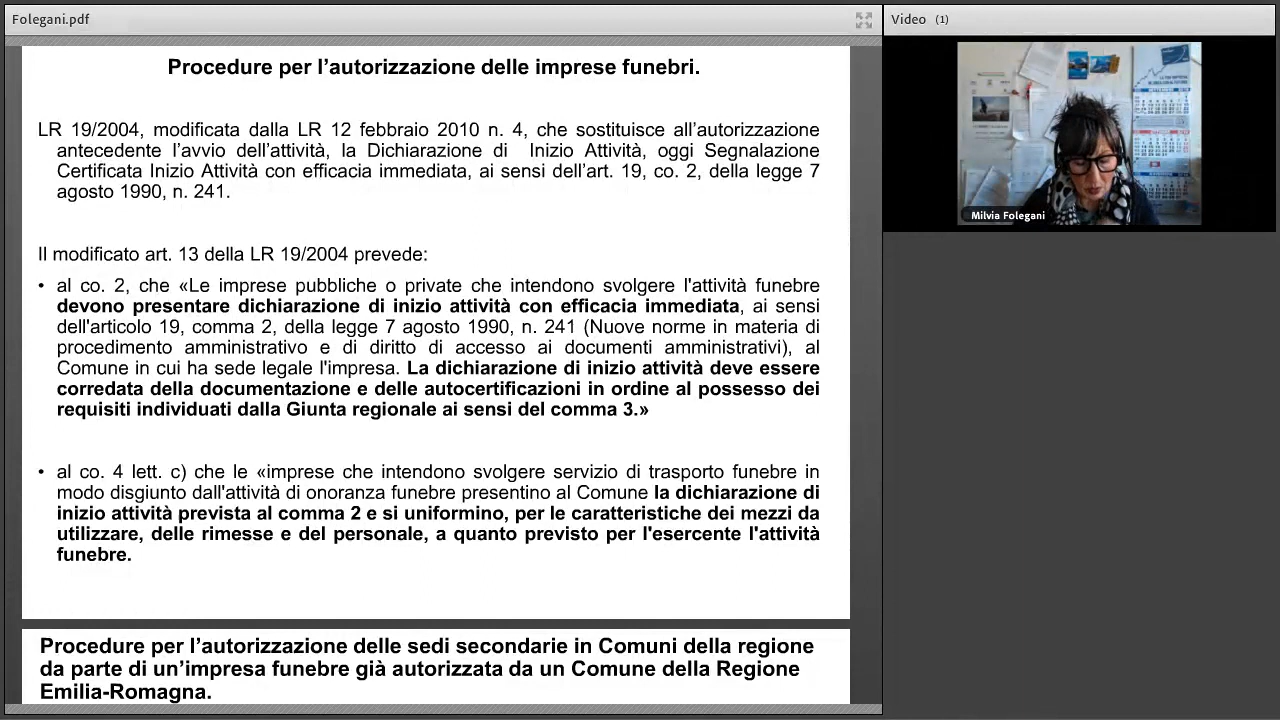 Folegani.pdf
Video (1)
Procedure per l’autorizzazione delle imprese funebri.
LR 19/2004, modificata dalla LR 12 febbraio 2010 n. 4, che sostituisce all’autorizzazione
antecedente l’avvio dell’attività, la Dichiarazione di Inizio Attività, oggi Segnalazione
Certificata Inizio Attività con efficacia immediata, ai sensi dell’art. 19, co. 2, della legge 7
agosto 1990, n. 241.
Il modificato art. 13 della LR 19/2004 prevede:
• al co. 2, che «Le imprese pubbliche o private che intendono svolgere l'attività funebre
devono presentare dichiarazione di inizio attività con efficacia immediata, ai sensi
dell'articolo 19, comma 2, della legge 7 agosto 1990, n. 241 (Nuove norme in materia di
procedimento amministrativo e di diritto di accesso ai documenti amministrativi), al
Comune in cui ha sede legale l'impresa. La dichiarazione di inizio attività deve essere
corredata della documentazione e delle autocertificazioni in ordine al possesso dei
requisiti individuati dalla Giunta regionale ai sensi del comma 3.»
• al co. 4 lett. c) che le «imprese che intendono svolgere servizio di trasporto funebre in
modo disgiunto dall'attività di onoranza funebre presentino al Comune la dichiarazione di
inizio attività prevista al comma 2 e si uniformino, per le caratteristiche dei mezzi da
utilizzare, delle rimesse e del personale, a quanto previsto per l'esercente l'attività
funebre.
Procedure per l’autorizzazione delle sedi secondarie in Comuni della regione
da parte di un’impresa funebre già autorizzata da un Comune della Regione
Emilia-Romagna.
Milvia Folegani